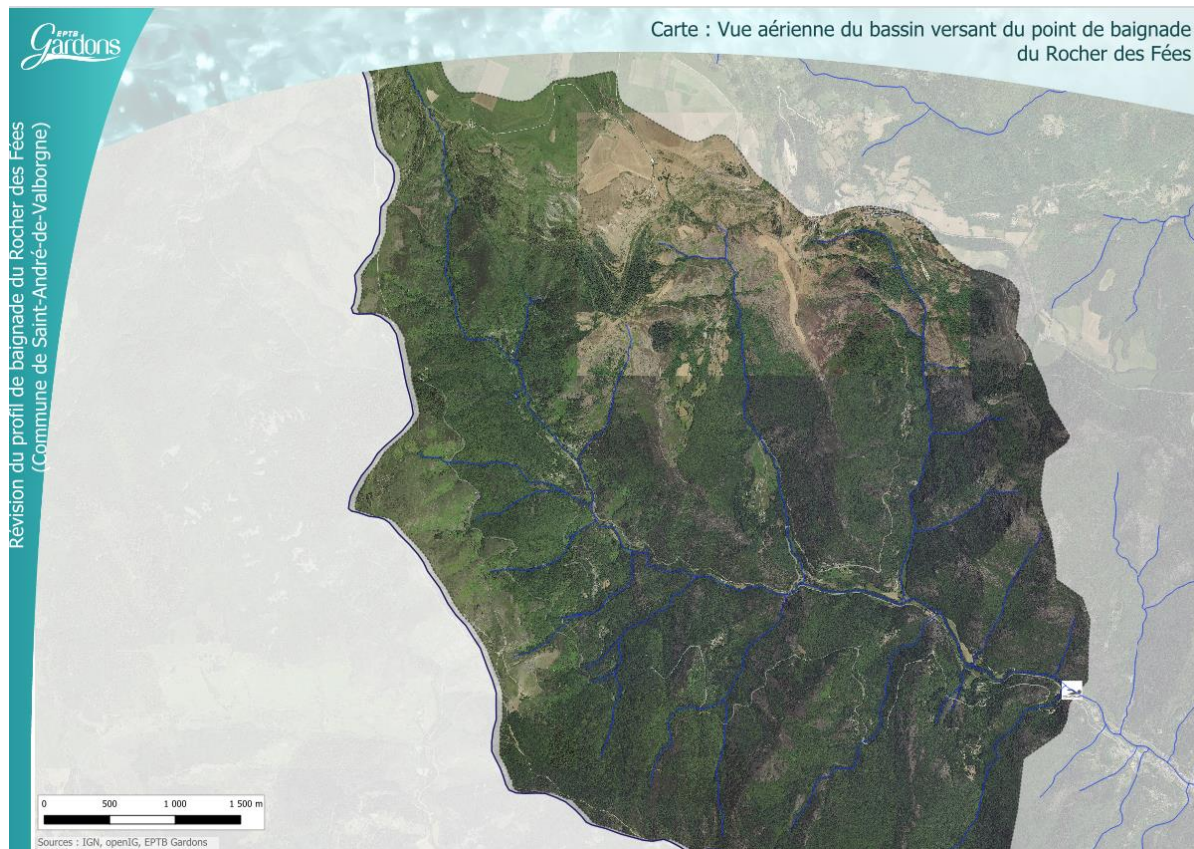 EPTB
Gardons
Carte : Vue aérienne du bassin versant du point de baignade
du Rocher des Fées
Révision du profil de baignade du Rocher des Fées
(Commune de Saint-André-de-Valborgne)
0 500 1 000 1 500 m
Sources : IGN, openIG, EPTB Gardons